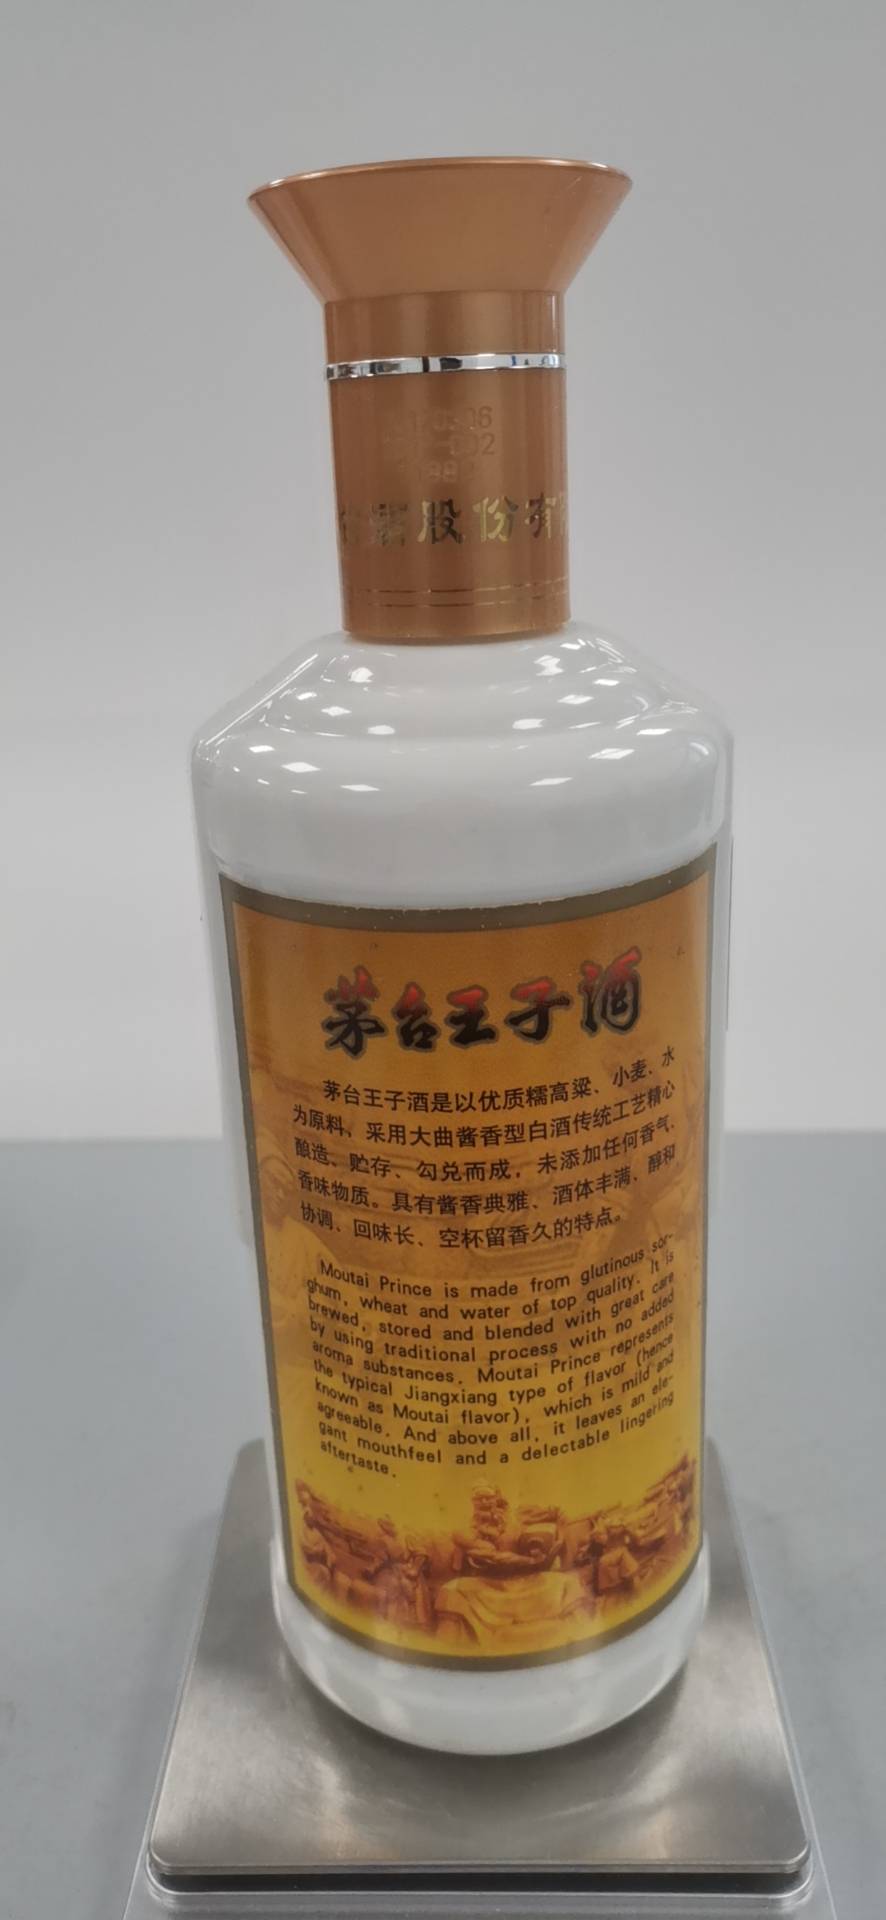 股份有
茅台王子酒
茅台王子酒是以优质糯高粱、小麦、水
为原料，采用大曲酱香型白酒传统工艺精心
酿造、贮存、勾兑而成，未添加任何香气、
香味物质。具有酱香典雅、酒体丰满、醇和
协调、回味长、空杯留香久的特点。
Moutai Prince is made from glutinous sor-
ghum, wheat and water of top quality. It is
brewed, stored and blended with great care
by using traditional process with no added
aroma substances. Moutai Prince represents
the typical Jiangxiang type of flavor (hence
known as Moutai flavor), which is mild and
agreeable. And above all, it leaves an ele-
gant mouthfeel and a delectable lingering
aftertaste.